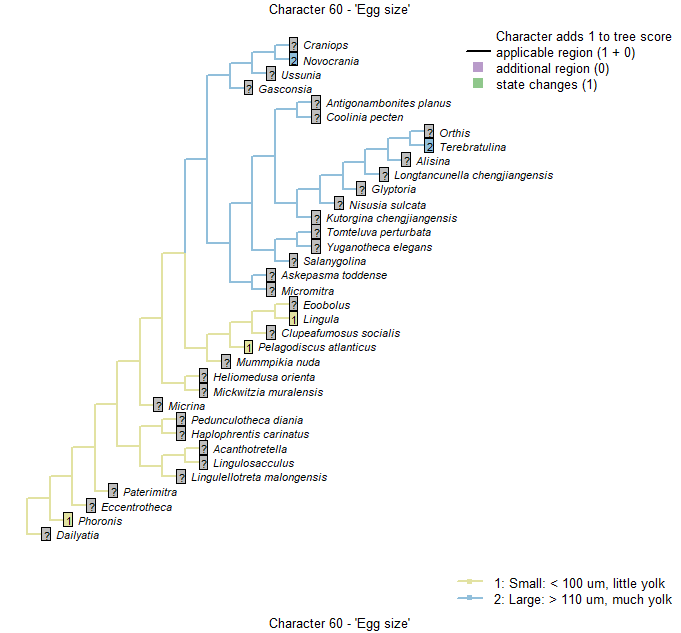 Character 60 - 'Egg size'
Character adds 1 to tree score
applicable region (1 + 0)
additional region (0)
state changes (1)
? Craniops
2 Novocrania
? Ussunia
? Gasconsia
? Antigonambonites planus
? Coolinia pecten
? Orthis
2 Terebratulina
? Alisina
? Longtancunella chengjiangensis
? Glyptoria
? Nisusia sulcata
? Kutorgina chengjiangensis
? Tomteluva perturbata
? Yuganotheca elegans
? Salanygolina
? Askepasma toddense
? Micromitra
? Eoobolus
1 Lingula
? Clupeafumosus socialis
1 Pelagodiscus atlanticus
? Mummpikia nuda
? Heliomedusa orienta
? Mickwitzia muralensis
? Micrina
? Pedunculotheca diania
? Haplophrentis carinatus
? Acanthotretella
? Lingulosacculus
? Lingulellotreta malongensis
? Paterimitra
? Eccentrotheca
1 Phoronis
? Dailyatia
1: Small: < 100 um, little yolk
2: Large: > 110 um, much yolk
Character 60 - 'Egg size'